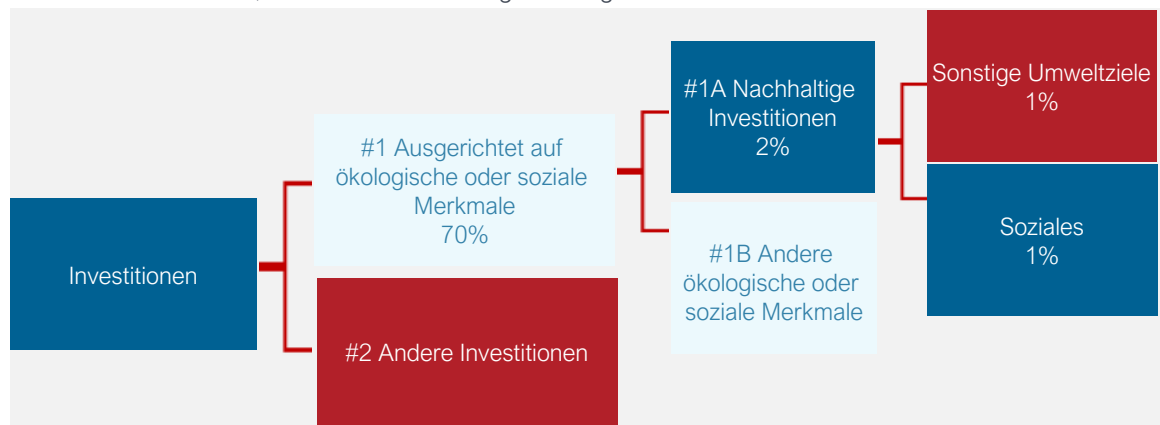 Investitionen
#1 Ausgerichtet auf
ökologische oder soziale
Merkmale
70%
#2 Andere Investitionen
#1A Nachhaltige
Investitionen
2%
#1B Andere
ökologische oder
soziale Merkmale
Sonstige Umweltziele
1%
Soziales
1%